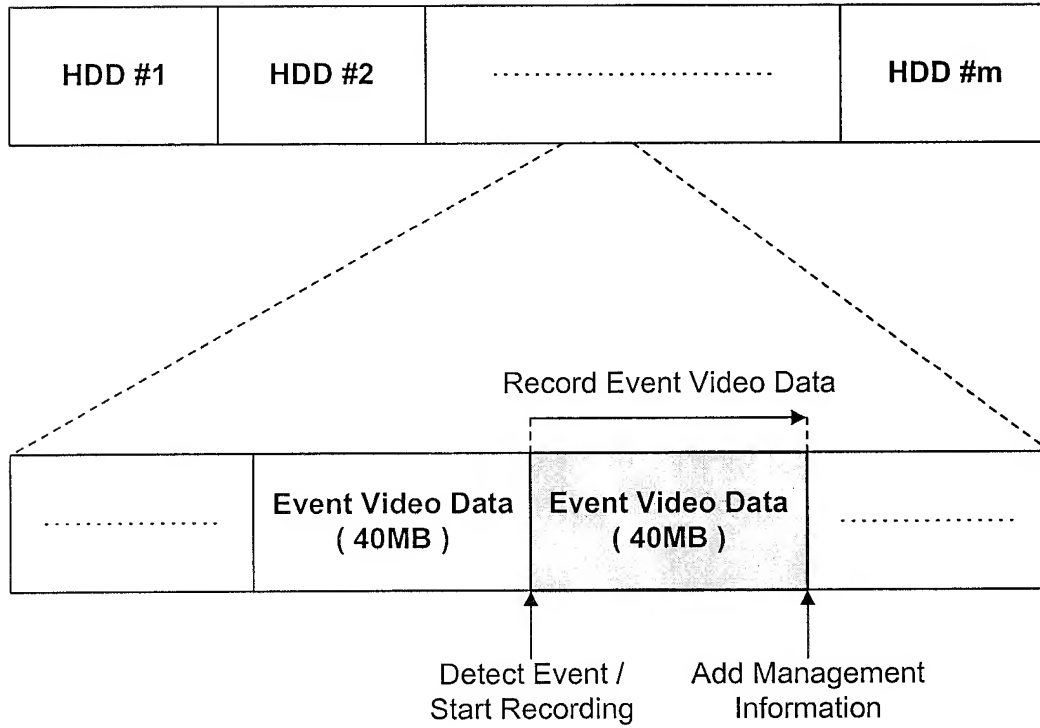 HDD #1
HDD #2
....................................
HDD #m
Record Event Video Data
....................
Event Video Data
( 40MB )
Event Video Data
( 40MB )
....................
Detect Event /
Start Recording
Add Management
Information